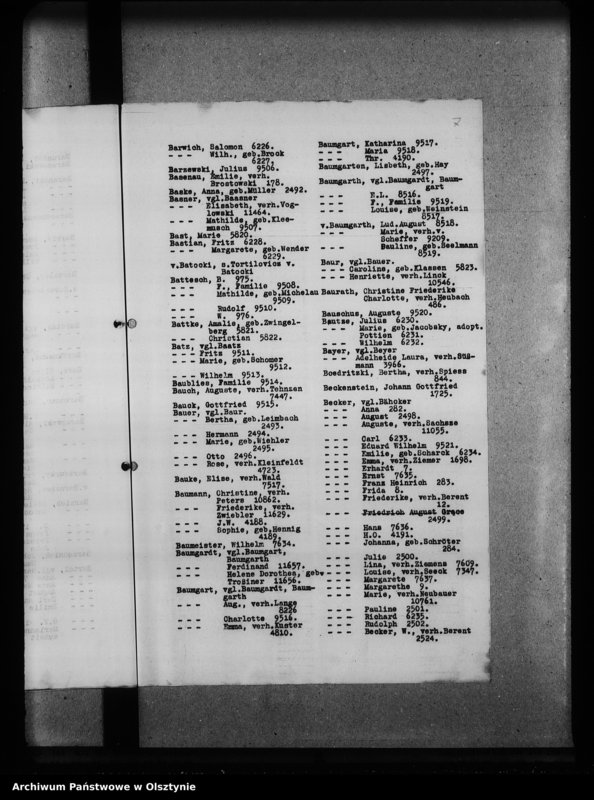 Barwich, Salomon 6226.
- - - Wilh., geb.Brock
6227.
Barzewski, Julius 9506.
Basenau, Emilie, verh.
Brostowski 178.
Baske, Anna, geb.Müller 2492.
Basner, vgl.Baasner
- - - Elisabeth, verh.Vog-
lowski 11464.
- - - Mathilde, geb.Klee-
musch 9507.
Bast, Marie 5820.
Bastian, Fritz 6228.
- - - Margarete, geb.Wender
6229.
v.Batocki, s.Tortilovicz v.
Batocki
Battesch, B. 975.
- - - F., Familie 9508.
- - - Mathilde, geb.Michelau
9509.
- - - Rudolf 9510.
- - - W. 976.
Battke, Amalie, geb.Zwingel-
berg 5821.
- - - Christian 5822.
Batz, vgl.Baatz
- - - Fritz 9511.
- - - Marie, geb.Schomer
9512.
- - - Wilhelm 9513.
Baublies, Familie 9514.
Bauch, Auguste, verh.Tehnzen
7447.
Bauck, Gottfried 9515.
Bauer, vgl.Baur.
- - - Bertha, geb.Leimbach
2493.
- - - Hermann 2494.
- - - Marie, geb.Wiehler
2495.
- - - Otto 2496.
- - - Rose, verh.Kleinfeldt
4723.
Bauke, Elise, verh.Wald
7517.
Baumann, Christine, verh.
Peters 10862.
- - - Friederike, verh.
Zwiebler 11629.
- - - J.W. 4188.
- - - Sophie, geb.Hennig
4189.
Baumeister, Wilhelm 7634.
Baumgardt, vgl.Baumgart,
Baumgarth
- - - Ferdinand 11657.
- - - Helene Dorothea, geb.
Trosiner 11656.
Baumgart, vgl.Baumgardt, Baum-
garth
- - - Aug., verh.Lange
8226
- - - Charlotte 9516.
- - - Emma, verh.Kuster
4810.
Baumgart, Katharina 9517.
- - - Maria 9518.
- - - Thr. 4190.
Baumgarten, Lisbeth, geb.Hay
2497.
Baumgarth, vgl.Baumgardt, Baum-
gart
- - - E.L. 8516.
- - - F., Familie 9519.
- - - Louise, geb.Weinstein
8517.
v.Baumgarth, Lud.August 8518.
- - - Marie, verh.v.
Scheffer 9209.
- - - Pauline, geb.Beelmann
8519.
Baur, vgl.Bauer.
- - - Caroline, geb.Klassen 5823.
- - - Henriette, verh.Linck
10546.
Baurath, Christine Friederike
Charlotte, verh.Heubach
486.
Bauschus, Auguste 9520.
Bautze, Julius 6230.
- - - Marie, geb.Jacobsky, adopt.
Pottien 6231.
- - - Wilhelm 6232.
Bayer, vgl.Beyer
- - - Adelheide Laura, verh.Süß-
mann 3966.
Bcedritzki, Bertha, verh.Spiess
844.
Beckenstein, Johann Gottfried
1725.
Becker, vgl.Bähcker
- - - Anna 282.
- - - August 2498.
- - - Auguste, verh.Sachsze
11055.
- - - Carl 6233.
- - - Eduard Wilhelm 9521.
- - - Emilie, geb.Scharck 6234.
- - - Emma, verh.Ziemer 1698.
- - - Erhardt 7.
- - - Ernst 7635.
- - - Franz Heinrich 283.
- - - Frida 8.
- - - Friederike, verh.Berent
12.
- - - Friedrich August
2499.
- - - Hans 7636.
- - - H.O. 4191.
- - - Johanna, geb.Schröter
284.
- - - Julie 2500.
- - - Lina, verh.Ziemens 7609.
- - - Louise, verh.Seeck 7347.
- - - Margarete 7637.
- - - Margarethe 9.
- - - Marie, verh.Neubauer
10761.
- - - Pauline 2501.
- - - Richard 6235.
- - - Rudolph 2502.
- - - Becker, W., verh.Berent
2524.
Archiwum Państwowe w Olsztynie